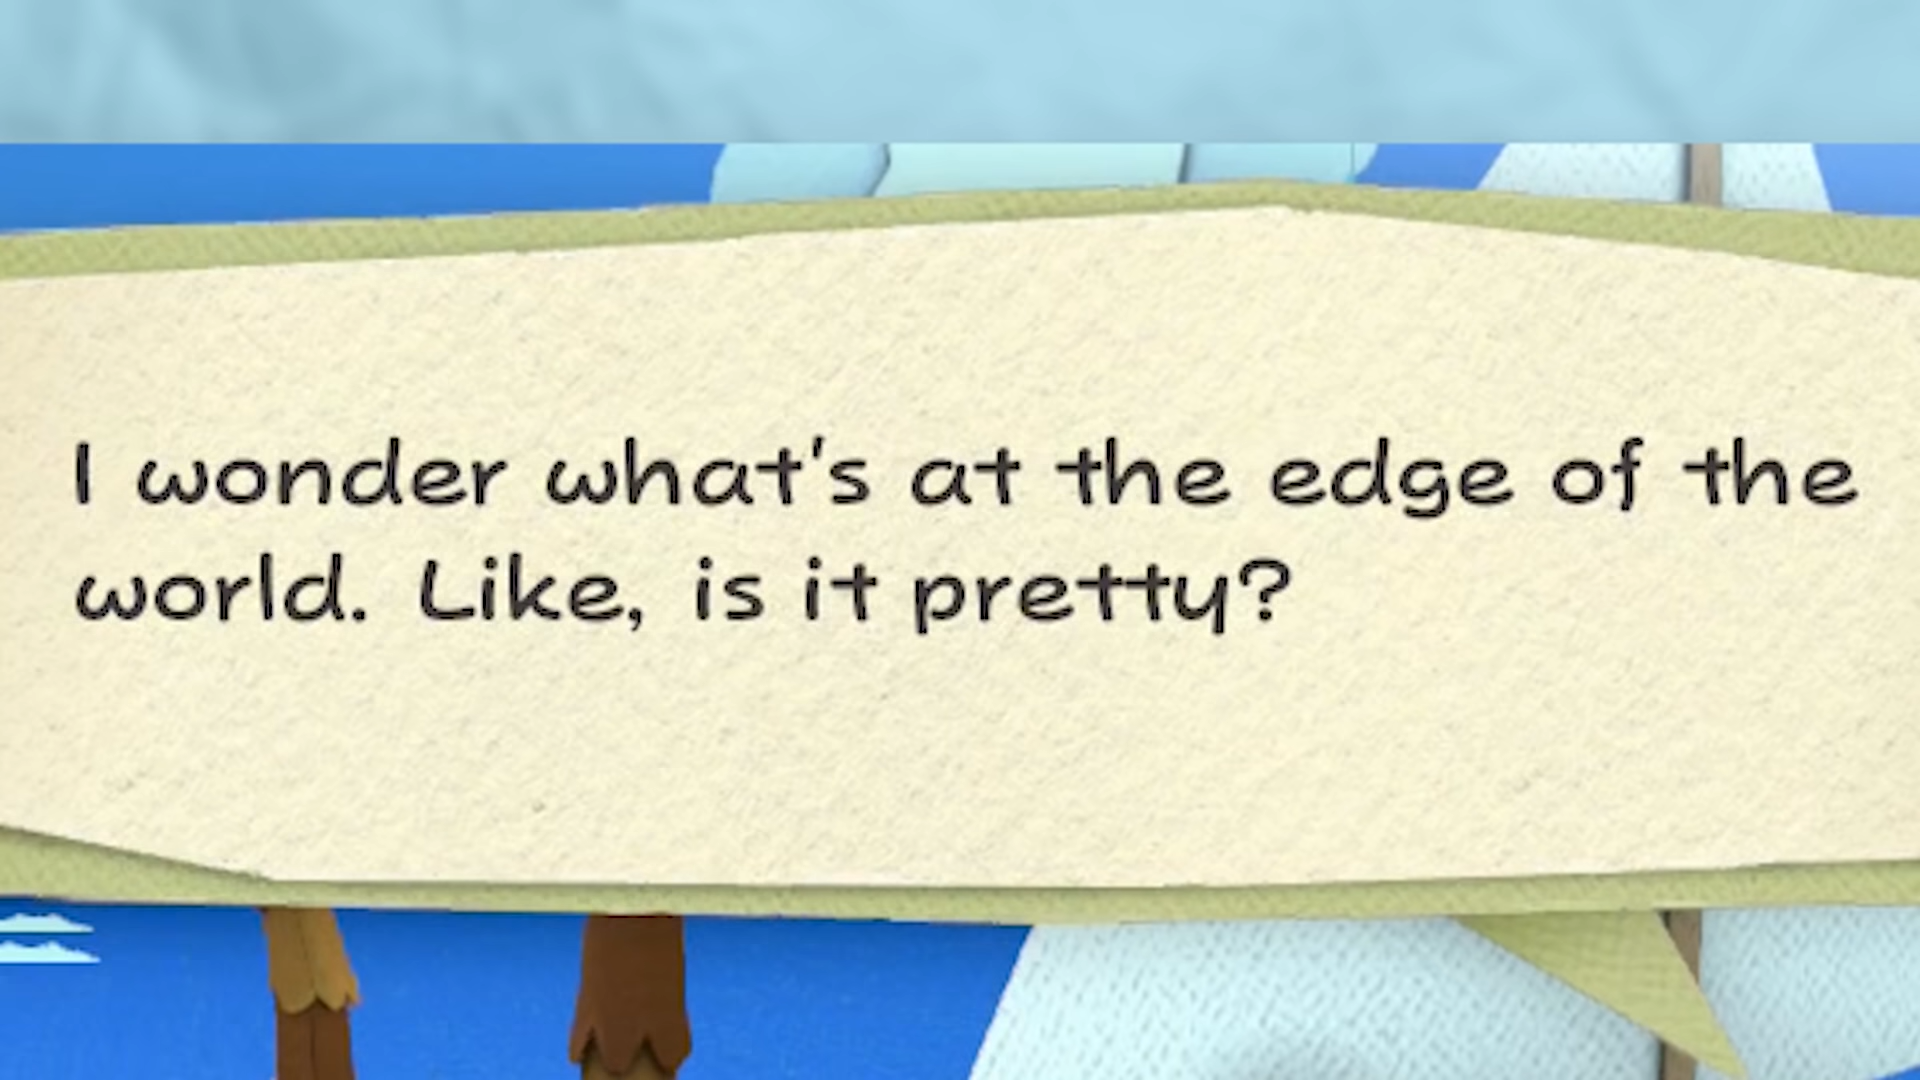 I wonder what's at the edge of the
world. Like, is it pretty?